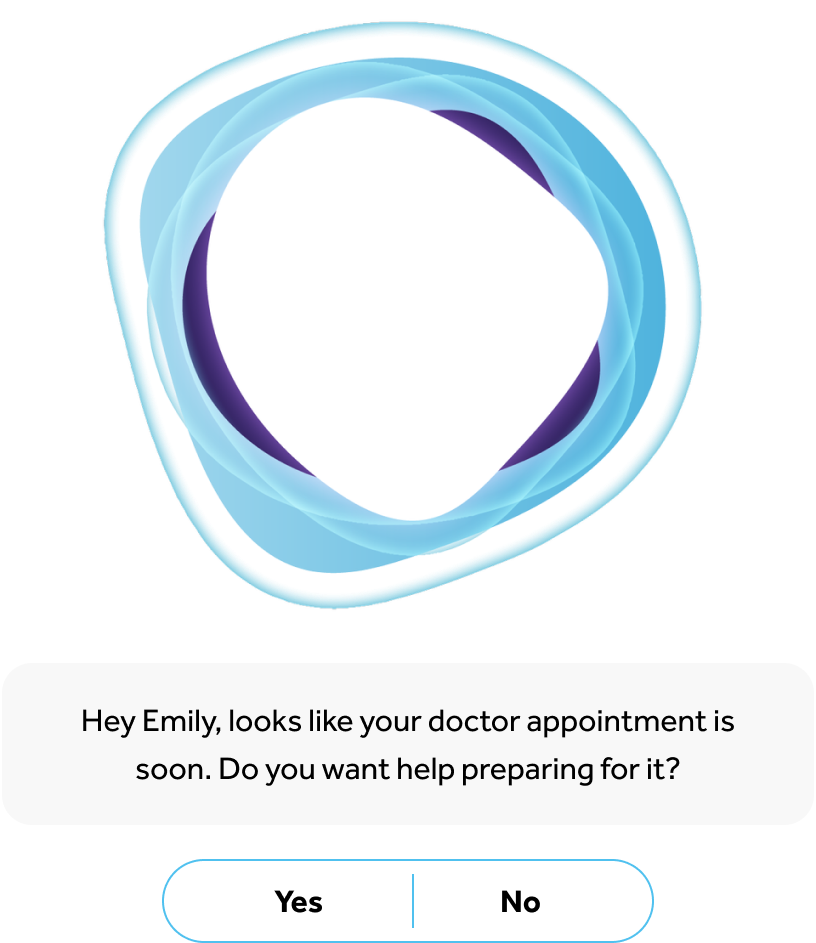 Hey Emily, looks like your doctor appointment is
soon. Do you want help preparing for it?
Yes
No